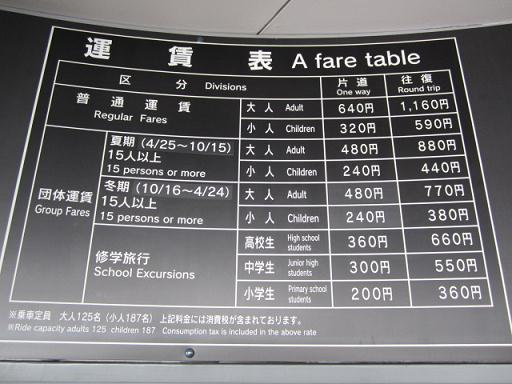 運賃表 A fare table
区分 Divisions 片道 One way 往復 Round trip
普通運賃 Regular Fares 大人 Adult 640円 1,160円
小人 Children 320円 590円
団体運賃 Group Fares
夏期 (4/25〜10/15) 15人以上 15 persons or more 大人 Adult 480円 880円
小人 Children 240円 440円
冬期 (10/16〜4/24) 15人以上 15 persons or more 大人 Adult 480円 770円
小人 Children 240円 380円
修学旅行 School Excursions 高校生 High school students 360円 660円
中学生 Junior high students 300円 550円
小学生 Primary school students 200円 360円
※乗車定員 大人125名(小人187名) 上記料金には消費税が含まれております。
※Ride capacity adults 125 children 187 Consumption tax is included in the above rate